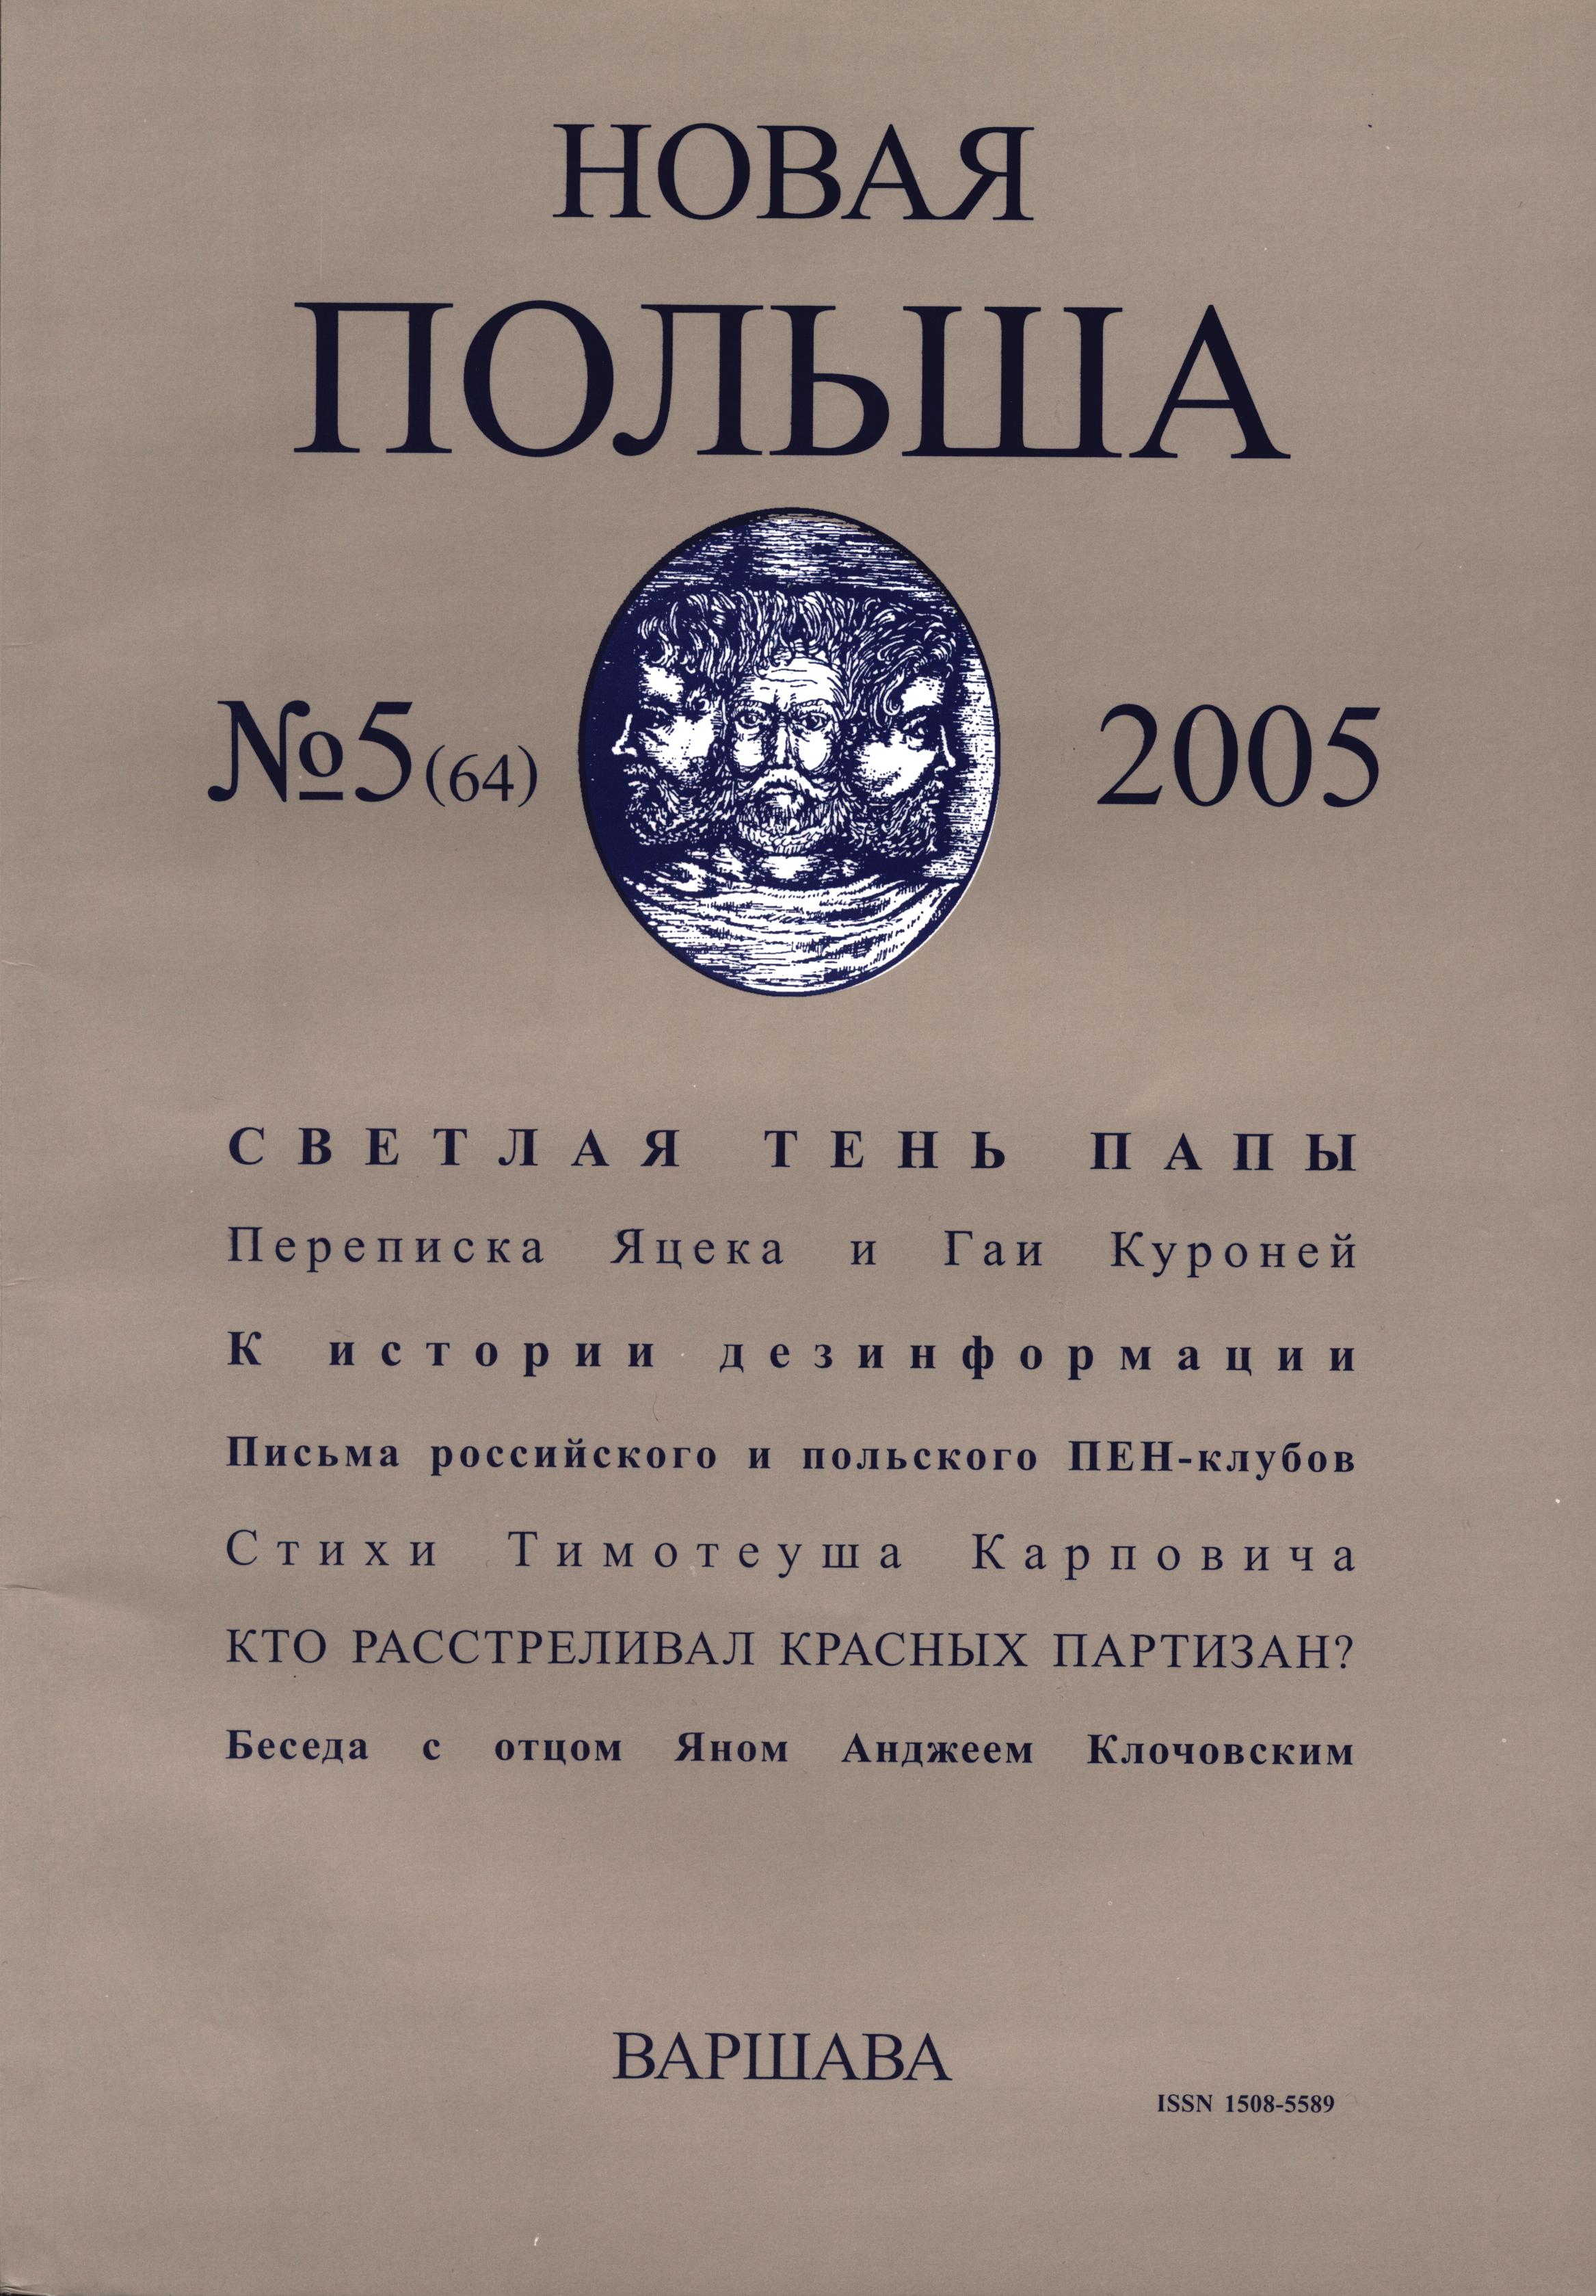 НОВАЯ
ПОЛЬША
№5(64)
2005
СВЕТЛАЯ ТЕНЬ ПАПЫ
Переписка Яцека и Гаи Куроней
К истории дезинформации
Письма российского и польского ПЕН-клубов
Стихи Тимотеуша Карповича
КТО РАССТРЕЛИВАЛ КРАСНЫХ ПАРТИЗАН?
Беседа с отцом Яном Анджеем Клочовским
ВАРШАВА
ISSN 1508-5589